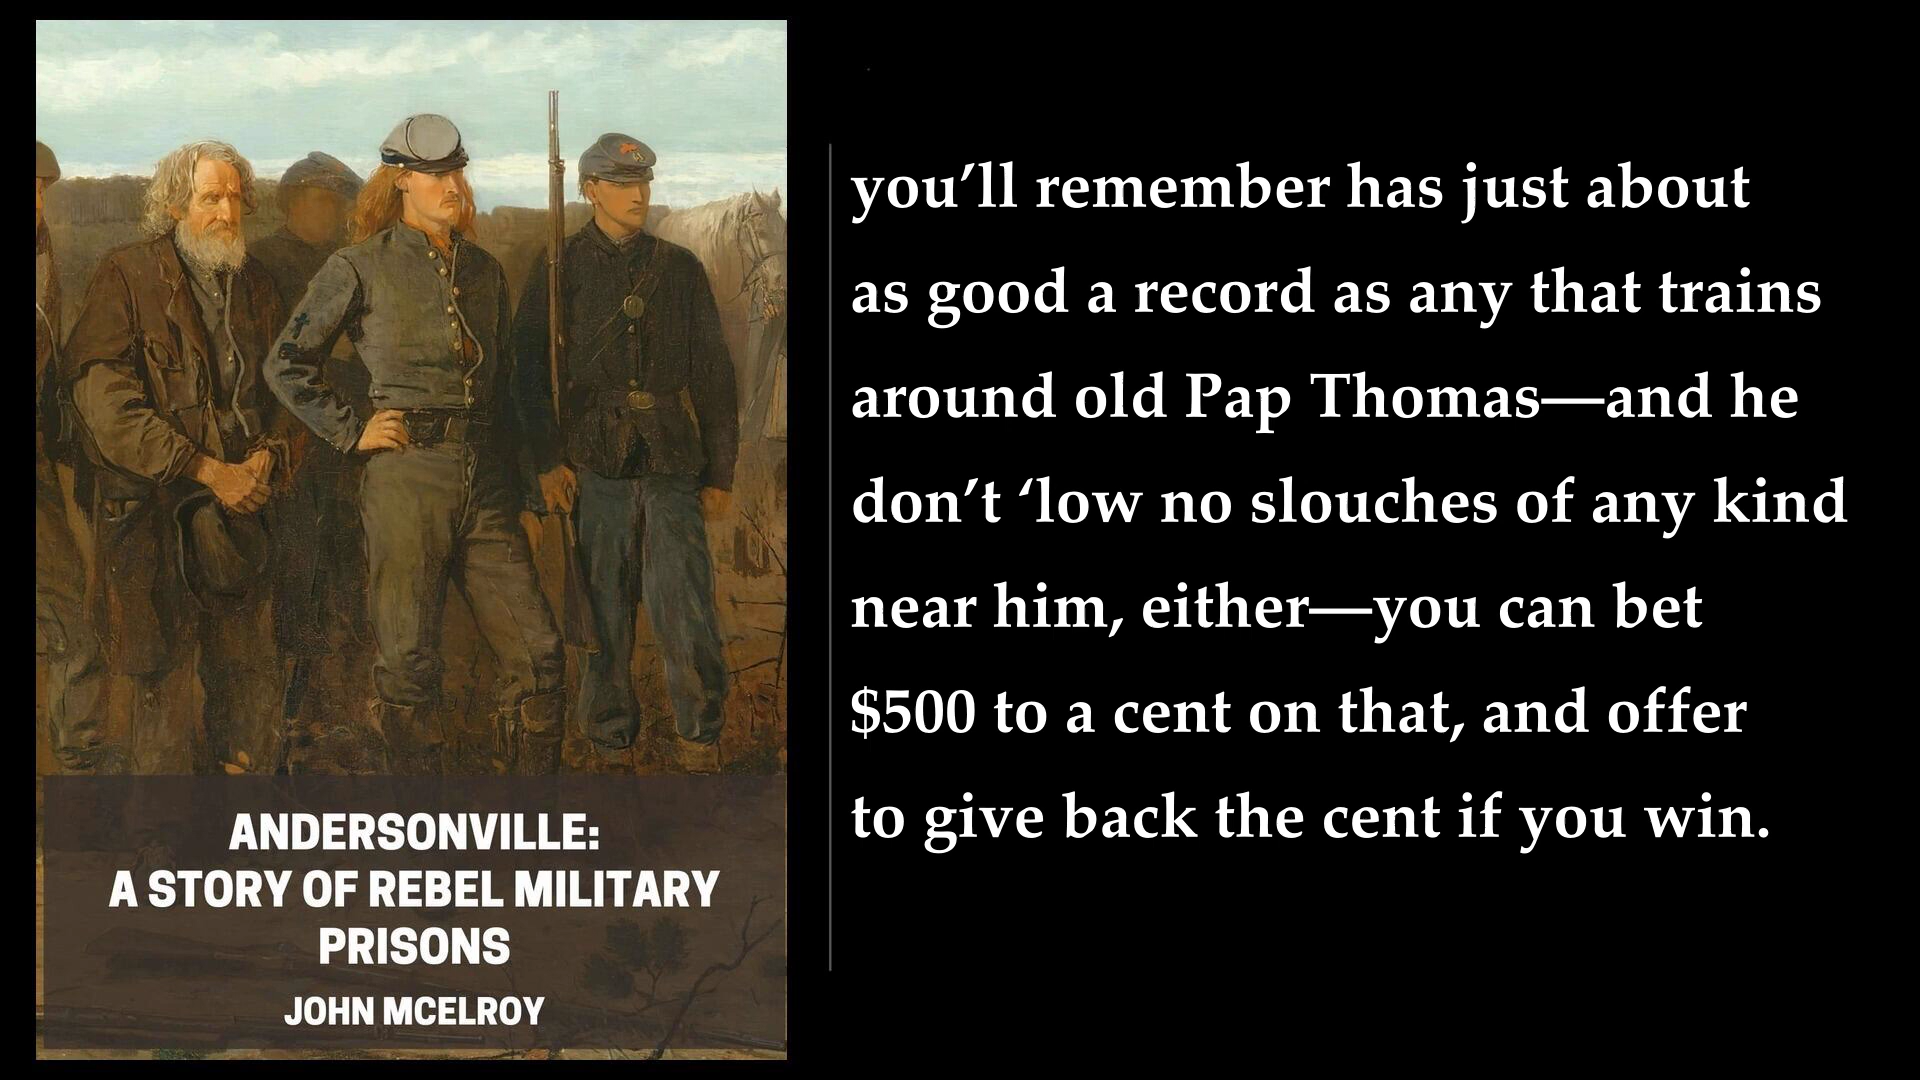 ANDERSONVILLE:
A STORY OF REBEL MILITARY
PRISONS
JOHN MCELROY
you’ll remember has just about
as good a record as any that trains
around old Pap Thomas—and he
don’t ‘low no slouches of any kind
near him, either—you can bet
$500 to a cent on that, and offer
to give back the cent if you win.